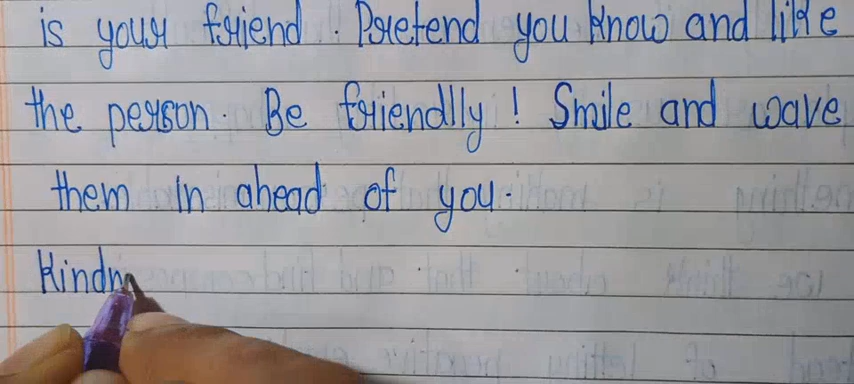 is your friend. Pretend you know and like
the person. Be friendlly! Smile and wave
them in ahead of you.
Kindn